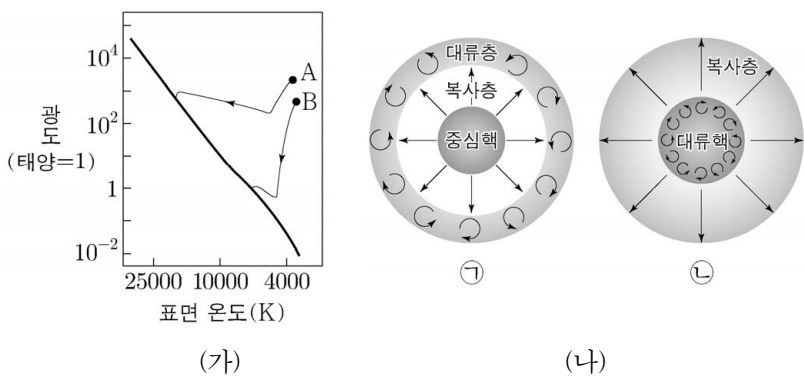 광
도
(태양=1)
10⁴
10²
1
10⁻²
A
B
25000 10000 4000
표면 온도(K)
(가)
대류층
복사층
중심핵
㉠
복사층
대류핵
㉡
(나)